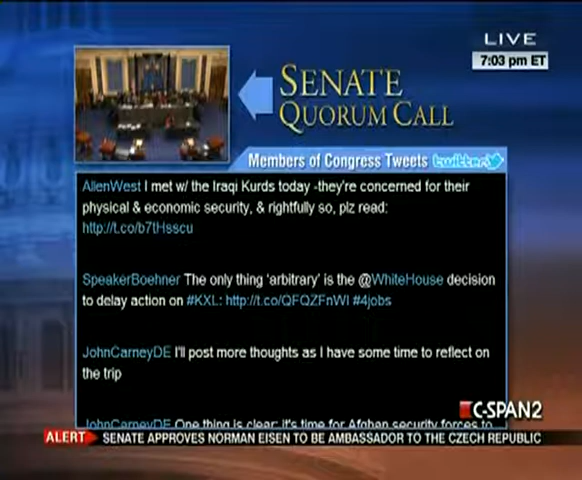 LIVE
7:03 pm ET
SENATE
QUORUM CALL
Members of Congress Tweets twitter
AllenWest I met w/ the Iraqi Kurds today -they're concerned for their
physical & economic security, & rightfully so, plz read:
http://t.co/b7tHsscu
SpeakerBoehner The only thing 'arbitrary' is the @WhiteHouse decision
to delay action on #KXL: http://t.co/QFQZFnWI #4jobs
JohnCarneyDE I'll post more thoughts as I have some time to reflect on
the trip
JohnCarneyDE One thing is clear: it's time for Afghan security forces to
C-SPAN2
ALERT SENATE APPROVES NORMAN EISEN TO BE AMBASSADOR TO THE CZECH REPUBLIC